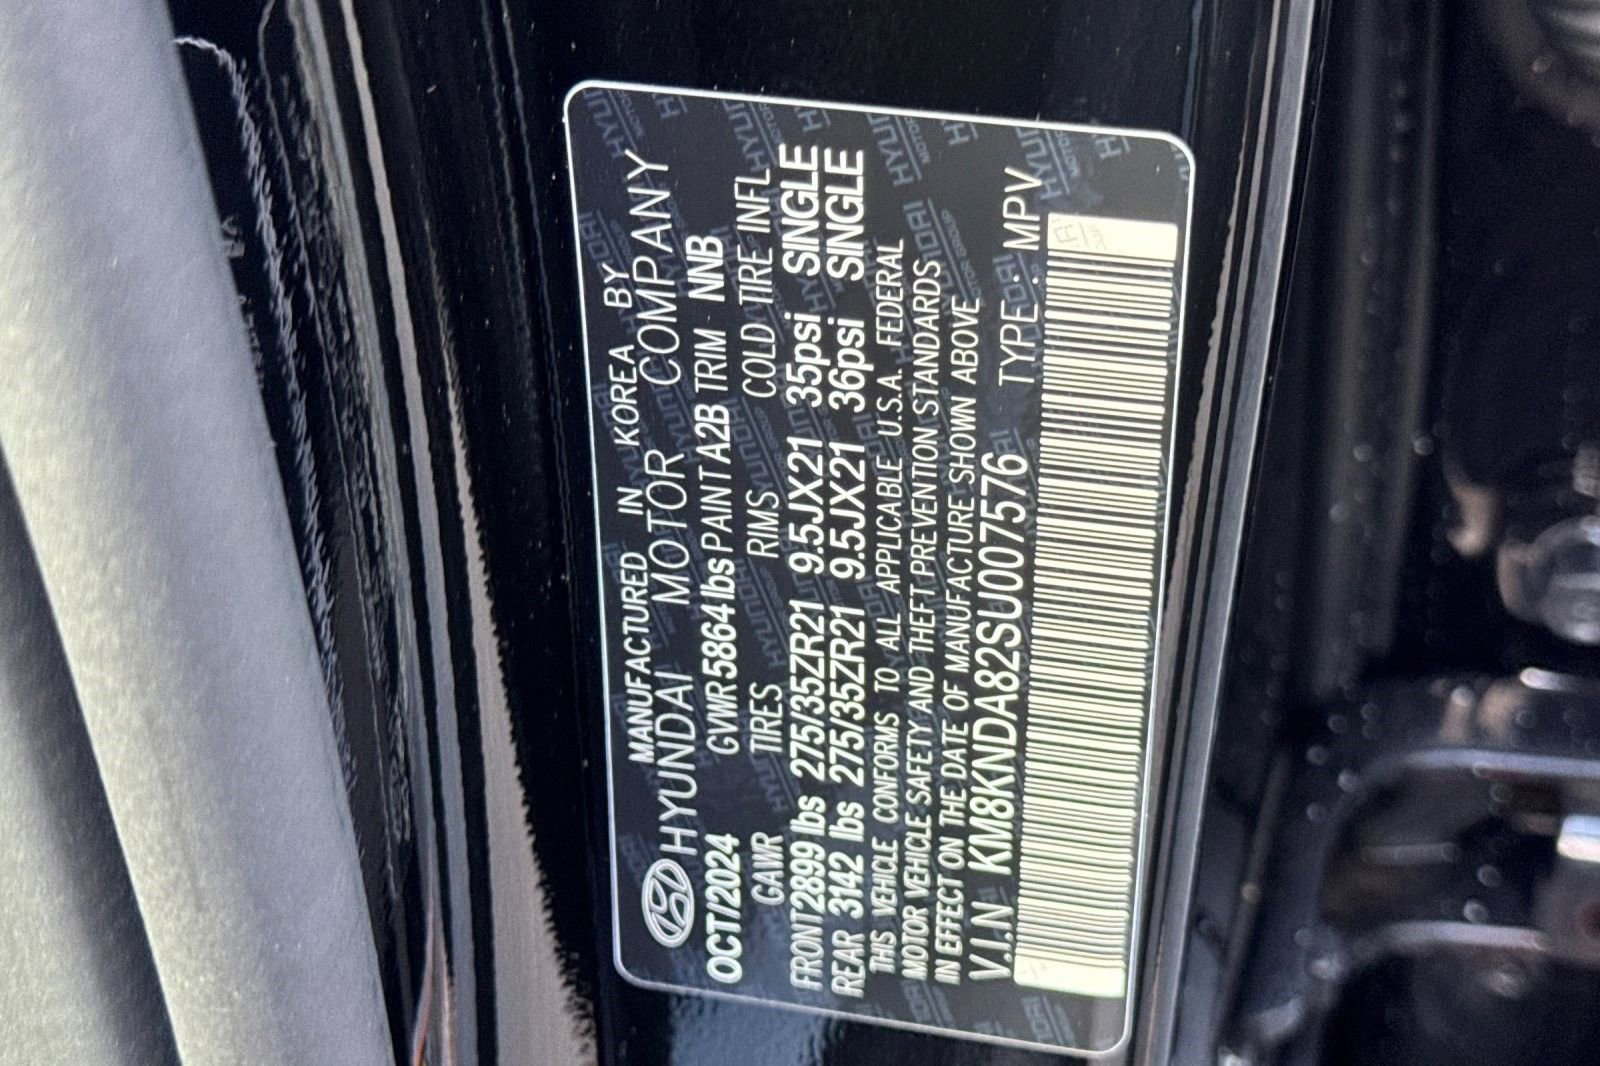 MANUFACTURED IN KOREA BY
HYUNDAI MOTOR COMPANY
OCT/2024 GVWR 5864 lbs PAINT A2B TRIM NNB
GAWR TIRES RIMS COLD TIRE INFL
FRONT 2899 lbs 275/35ZR21 9.5JX21 35psi SINGLE
REAR 3142 lbs 275/35ZR21 9.5JX21 36psi SINGLE
THIS VEHICLE CONFORMS TO ALL APPLICABLE U.S.A. FEDERAL
MOTOR VEHICLE SAFETY AND THEFT PREVENTION STANDARDS
IN EFFECT ON THE DATE OF MANUFACTURE SHOWN ABOVE
V.I.N KM8KNDA82SU007576 TYPE : MPV